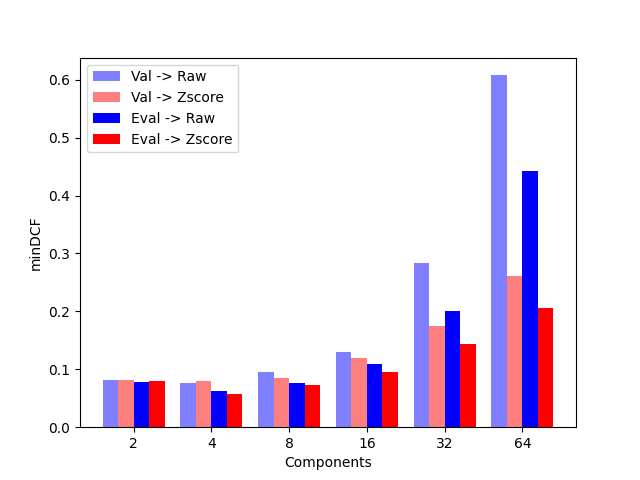 Val -> Raw
Val -> Zscore
Eval -> Raw
Eval -> Zscore
0.6
0.5
0.4
0.3
0.2
0.1
0.0
minDCF
2 4 8 16 32 64
Components